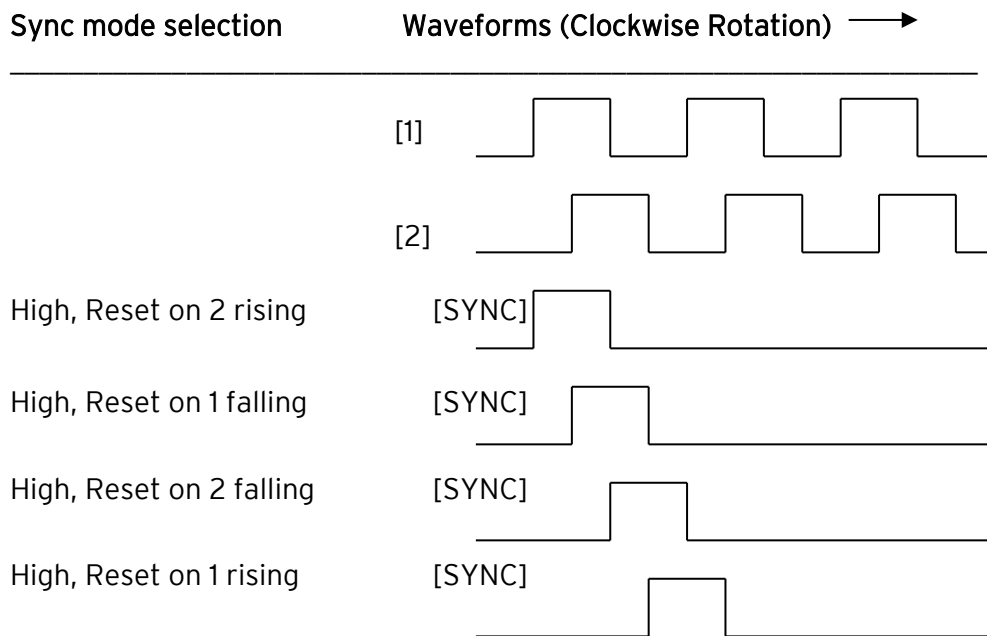 Sync mode selection Waveforms (Clockwise Rotation)
[1]
[2]
High, Reset on 2 rising [SYNC]
High, Reset on 1 falling [SYNC]
High, Reset on 2 falling [SYNC]
High, Reset on 1 rising [SYNC]